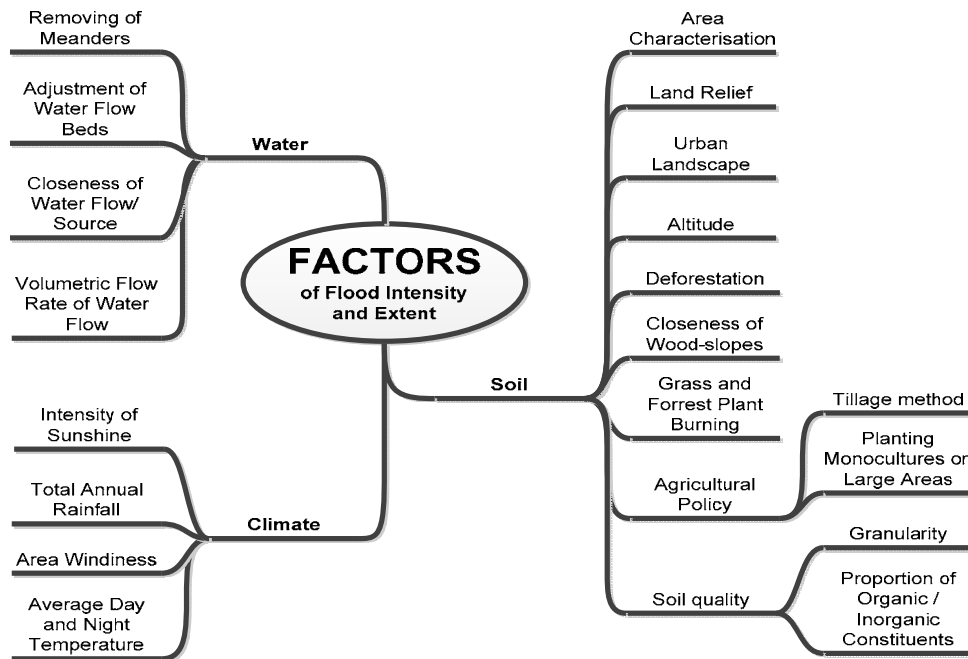 Removing of
Meanders
Adjustment of
Water Flow
Beds
Closeness of
Water Flow/
Source
Volumetric Flow
Rate of Water
Flow
Water
FACTORS
of Flood Intensity
and Extent
Intensity of
Sunshine
Total Annual
Rainfall
Area Windiness
Average Day
and Night
Temperature
Climate
Soil
Area
Characterisation
Land Relief
Urban
Landscape
Altitude
Deforestation
Closeness of
Wood-slopes
Grass and
Forrest Plant
Burning
Agricultural
Policy
Tillage method
Planting
Monocultures or
Large Areas
Soil quality
Granularity
Proportion of
Organic /
Inorganic
Constituents